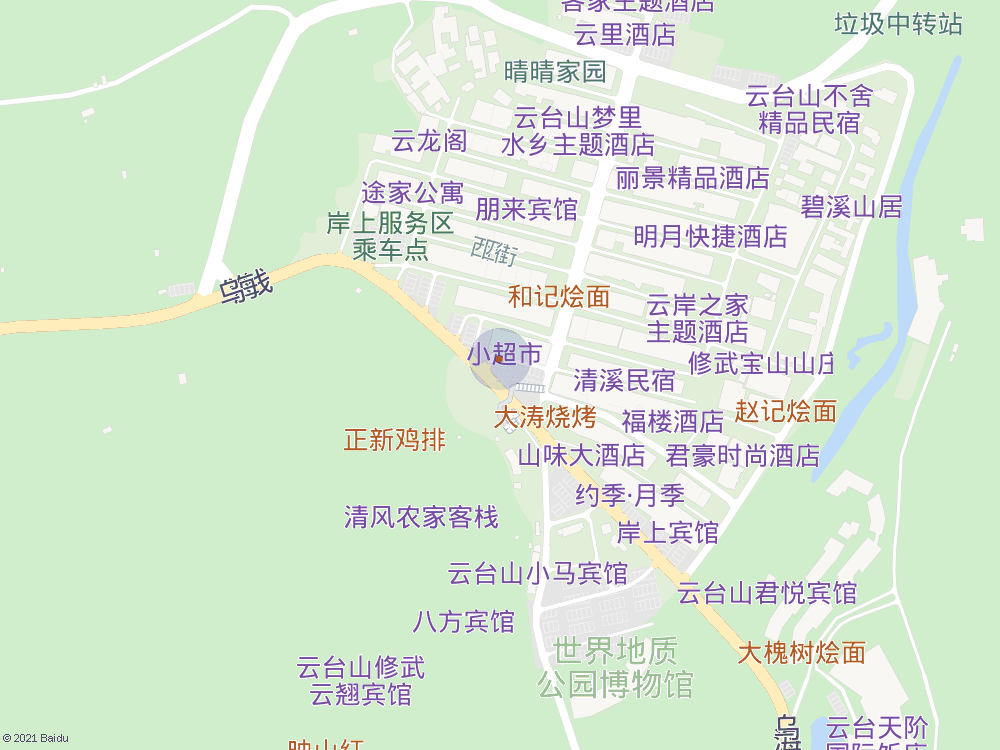 客家主题酒店
云里酒店
垃圾中转站
晴晴家园
云台山不舍
精品民宿
云台山梦里
水乡主题酒店
云龙阁
丽景精品酒店
途家公寓
朋来宾馆
碧溪山居
岸上服务区
乘车点
明月快捷酒店
西街
和记烩面
云岸之家
主题酒店
小超市
修武宝山山庄
清溪民宿
大涛烧烤
福楼酒店
赵记烩面
正新鸡排
山味大酒店
君豪时尚酒店
约季·月季
清风农家客栈
岸上宾馆
云台山小马宾馆
云台山君悦宾馆
八方宾馆
世界地质
公园博物馆
大槐树烩面
云台山修武
云翘宾馆
云台天阶
国际饭店
映山红
© 2021 Baidu